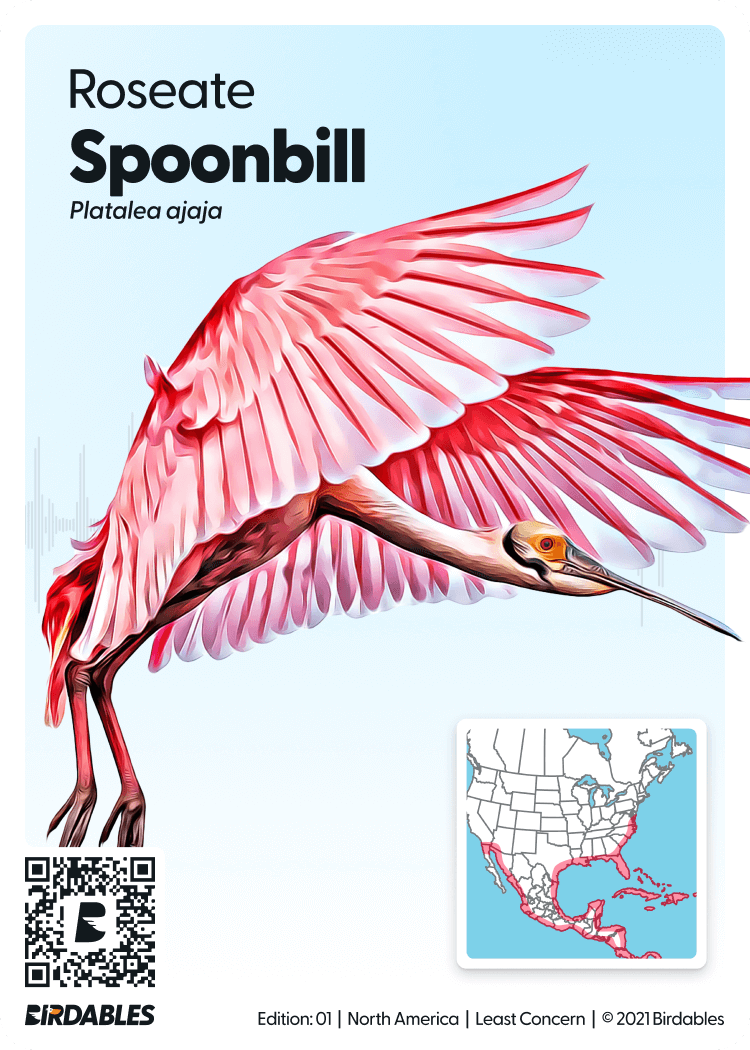 Roseate
Spoonbill
Platalea ajaja
B
BIRDABLES
Edition: 01 | North America | Least Concern | © 2021 Birdables